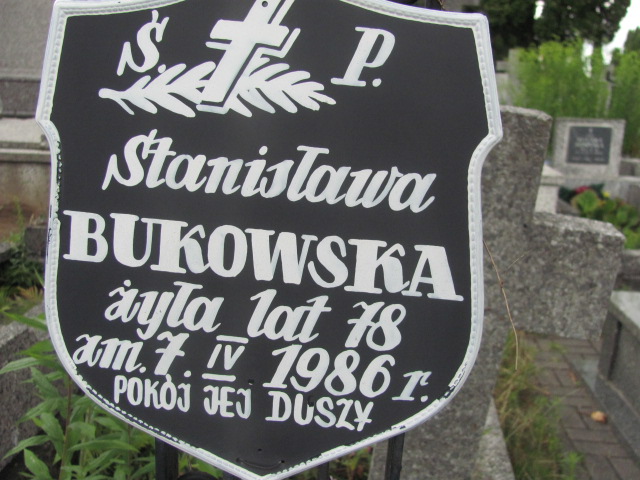 Ś. P.
Stanisława
BUKOWSKA
żyła lat 78
zm. 7. IV 1986 r.
POKÓJ JEJ DUSZY